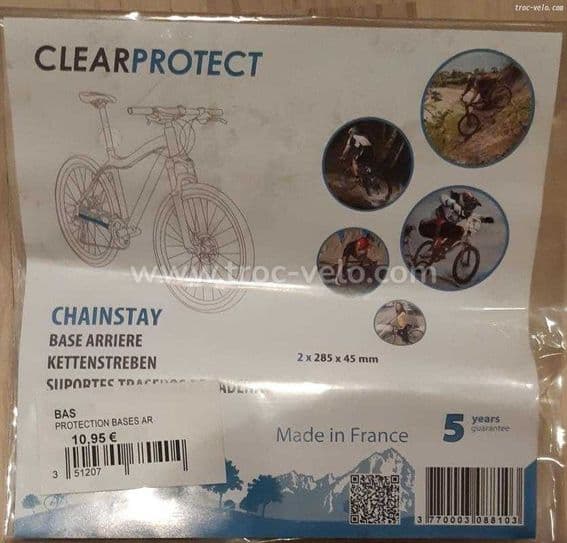 troc-velo.com
CLEARPROTECT
www.troc-velo.com
CHAINSTAY
BASE ARRIERE
KETTENSTREBEN
2 x 285 x 45 mm
SUPORTES
BAS
PROTECTION BASES AR
10,95 €
3 51207
Made in France
5 years
guarantee
3 770003 088103